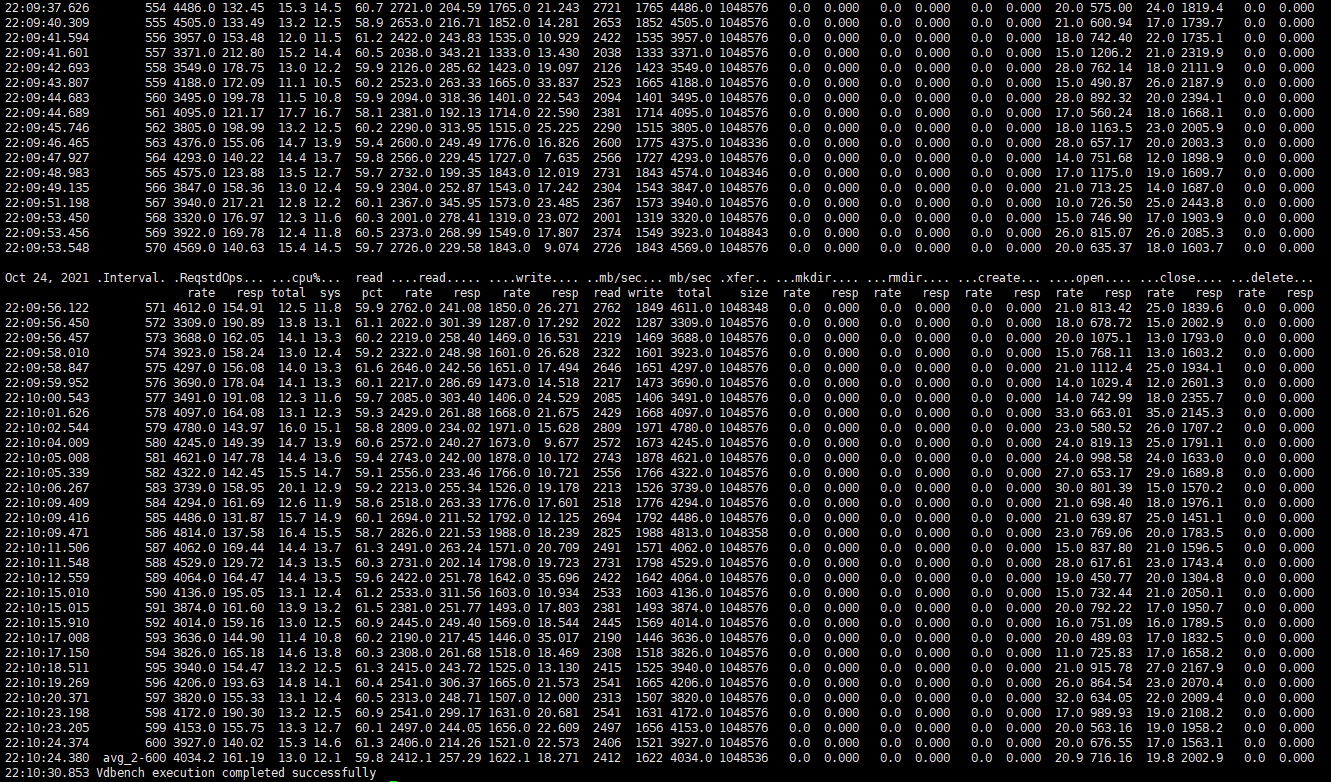 22:09:37.626 554 4486.0 132.45 15.3 14.5 60.7 2721.0 204.59 1765.0 21.243 2721 1765 4486.0 1048576 0.0 0.000 0.0 0.000 0.0 0.000 20.0 575.00 24.0 1819.4 0.0 0.000
22:09:40.309 555 4505.0 133.49 13.2 12.5 58.9 2653.0 216.71 1852.0 14.281 2653 1852 4505.0 1048576 0.0 0.000 0.0 0.000 0.0 0.000 21.0 600.94 17.0 1739.7 0.0 0.000
22:09:41.594 556 3957.0 153.48 12.0 11.5 61.2 2422.0 243.83 1535.0 10.929 2422 1535 3957.0 1048576 0.0 0.000 0.0 0.000 0.0 0.000 18.0 742.40 22.0 1735.1 0.0 0.000
22:09:41.601 557 3371.0 212.80 15.2 14.4 60.5 2038.0 343.21 1333.0 13.430 2038 1333 3371.0 1048576 0.0 0.000 0.0 0.000 0.0 0.000 15.0 1206.2 21.0 2319.9 0.0 0.000
22:09:42.693 558 3549.0 178.75 13.0 12.2 59.9 2126.0 285.62 1423.0 19.097 2126 1423 3549.0 1048576 0.0 0.000 0.0 0.000 0.0 0.000 28.0 762.14 28.0 2111.9 0.0 0.000
22:09:43.807 559 4188.0 172.09 11.1 10.5 60.2 2523.0 263.33 1665.0 33.837 2523 1665 4188.0 1048576 0.0 0.000 0.0 0.000 0.0 0.000 15.0 490.87 26.0 2187.9 0.0 0.000
22:09:44.683 560 3495.0 199.78 11.5 10.8 59.9 2094.0 318.36 1401.0 22.543 2094 1401 3495.0 1048576 0.0 0.000 0.0 0.000 0.0 0.000 28.0 892.32 20.0 2394.1 0.0 0.000
22:09:44.689 561 4095.0 121.17 17.7 16.7 58.1 2381.0 192.13 1714.0 22.590 2381 1714 4095.0 1048576 0.0 0.000 0.0 0.000 0.0 0.000 17.0 560.24 18.0 1668.1 0.0 0.000
22:09:45.746 562 3805.0 198.99 13.2 12.5 60.2 2290.0 313.95 1515.0 25.225 2290 1515 3805.0 1048576 0.0 0.000 0.0 0.000 0.0 0.000 18.0 1163.5 23.0 2005.9 0.0 0.000
22:09:46.465 563 4376.0 155.06 14.7 13.9 59.4 2600.0 249.49 1776.0 16.826 2600 1775 4375.0 1048336 0.0 0.000 0.0 0.000 0.0 0.000 28.0 657.17 20.0 2003.3 0.0 0.000
22:09:47.927 564 4293.0 140.22 14.4 13.7 59.8 2566.0 229.45 1727.0 7.635 2566 1727 4293.0 1048576 0.0 0.000 0.0 0.000 0.0 0.000 14.0 751.68 12.0 1898.9 0.0 0.000
22:09:48.983 565 4575.0 123.88 13.5 12.7 59.7 2732.0 199.35 1843.0 12.019 2731 1843 4574.0 1048346 0.0 0.000 0.0 0.000 0.0 0.000 17.0 1175.0 19.0 1609.7 0.0 0.000
22:09:49.135 566 3847.0 158.36 13.0 12.4 59.9 2304.0 252.87 1543.0 17.242 2304 1543 3847.0 1048576 0.0 0.000 0.0 0.000 0.0 0.000 21.0 713.25 14.0 1687.0 0.0 0.000
22:09:51.198 567 3940.0 217.21 12.8 12.2 60.1 2367.0 345.95 1573.0 23.485 2367 1573 3940.0 1048576 0.0 0.000 0.0 0.000 0.0 0.000 10.0 726.50 25.0 2443.8 0.0 0.000
22:09:53.450 568 3320.0 176.97 12.3 11.6 60.3 2001.0 278.41 1319.0 23.072 2001 1319 3320.0 1048576 0.0 0.000 0.0 0.000 0.0 0.000 15.0 746.90 17.0 1903.9 0.0 0.000
22:09:53.456 569 3922.0 169.78 12.4 11.8 60.5 2373.0 268.99 1549.0 17.807 2374 1549 3923.0 1048843 0.0 0.000 0.0 0.000 0.0 0.000 26.0 815.07 26.0 2085.3 0.0 0.000
22:09:53.548 570 4569.0 140.63 15.4 14.5 59.7 2726.0 229.58 1843.0 9.074 2726 1843 4569.0 1048576 0.0 0.000 0.0 0.000 0.0 0.000 20.0 635.37 18.0 1603.7 0.0 0.000
Oct 24, 2021 .Interval. .ReqstdOps... ...cpu%... read ....read..... ....write.... ..mb/sec... mb/sec .xfer.. ...mkdir.... ...rmdir.... ...create... ....open.... ...close.... ...delete...
rate resp total sys pct rate resp rate resp read write total size rate resp rate resp rate resp rate resp rate resp rate resp
22:09:56.122 571 4612.0 154.91 12.5 11.8 59.9 2762.0 241.08 1850.0 26.271 2762 1849 4611.0 1048348 0.0 0.000 0.0 0.000 0.0 0.000 21.0 813.42 25.0 1839.6 0.0 0.000
22:09:56.450 572 3309.0 190.89 13.8 13.1 61.1 2022.0 301.39 1287.0 17.292 2022 1287 3309.0 1048576 0.0 0.000 0.0 0.000 0.0 0.000 18.0 678.72 15.0 2002.9 0.0 0.000
22:09:56.457 573 3688.0 162.05 14.1 13.3 60.2 2219.0 258.40 1469.0 16.531 2219 1469 3688.0 1048576 0.0 0.000 0.0 0.000 0.0 0.000 20.0 1075.1 13.0 1793.0 0.0 0.000
22:09:58.010 574 3923.0 158.24 13.0 12.4 59.2 2322.0 248.98 1601.0 26.628 2322 1601 3923.0 1048576 0.0 0.000 0.0 0.000 0.0 0.000 15.0 768.11 13.0 1603.2 0.0 0.000
22:09:58.847 575 4297.0 156.08 14.0 13.3 61.6 2646.0 242.56 1651.0 17.494 2646 1651 4297.0 1048576 0.0 0.000 0.0 0.000 0.0 0.000 21.0 1112.4 25.0 1934.1 0.0 0.000
22:09:59.952 576 3690.0 178.04 14.1 13.3 60.1 2217.0 286.69 1473.0 14.518 2217 1473 3690.0 1048576 0.0 0.000 0.0 0.000 0.0 0.000 14.0 1029.4 12.0 2601.3 0.0 0.000
22:10:00.543 577 3491.0 191.08 12.3 11.6 59.7 2085.0 303.40 1406.0 24.529 2085 1406 3491.0 1048576 0.0 0.000 0.0 0.000 0.0 0.000 14.0 742.99 18.0 2355.7 0.0 0.000
22:10:01.626 578 4097.0 164.08 13.1 12.3 59.3 2429.0 261.88 1668.0 21.675 2429 1668 4097.0 1048576 0.0 0.000 0.0 0.000 0.0 0.000 33.0 663.01 35.0 2145.3 0.0 0.000
22:10:02.544 579 4780.0 143.97 16.0 15.1 58.8 2809.0 234.02 1971.0 15.628 2809 1971 4780.0 1048576 0.0 0.000 0.0 0.000 0.0 0.000 23.0 580.52 26.0 1707.2 0.0 0.000
22:10:04.009 580 4245.0 149.39 14.7 13.9 60.6 2572.0 240.27 1673.0 9.677 2572 1673 4245.0 1048576 0.0 0.000 0.0 0.000 0.0 0.000 24.0 819.13 25.0 1791.1 0.0 0.000
22:10:05.008 581 4621.0 147.78 14.4 13.6 59.4 2743.0 242.00 1878.0 10.172 2743 1878 4621.0 1048576 0.0 0.000 0.0 0.000 0.0 0.000 24.0 998.58 24.0 1633.0 0.0 0.000
22:10:05.339 582 4322.0 142.45 15.5 14.7 59.1 2556.0 233.46 1766.0 10.721 2556 1766 4322.0 1048576 0.0 0.000 0.0 0.000 0.0 0.000 27.0 653.17 29.0 1689.8 0.0 0.000
22:10:06.267 583 3739.0 158.95 20.1 12.9 59.2 2213.0 255.34 1526.0 19.178 2213 1526 3739.0 1048576 0.0 0.000 0.0 0.000 0.0 0.000 30.0 801.39 15.0 1570.2 0.0 0.000
22:10:09.409 584 4294.0 161.69 12.6 11.9 58.6 2518.0 263.33 1776.0 17.601 2518 1776 4294.0 1048576 0.0 0.000 0.0 0.000 0.0 0.000 21.0 698.40 18.0 1976.1 0.0 0.000
22:10:09.416 585 4486.0 131.87 15.7 14.9 60.1 2694.0 211.52 1792.0 12.125 2694 1792 4486.0 1048576 0.0 0.000 0.0 0.000 0.0 0.000 21.0 639.87 25.0 1451.1 0.0 0.000
22:10:09.471 586 4814.0 137.58 16.4 15.5 58.7 2826.0 221.53 1988.0 18.239 2825 1988 4813.0 1048358 0.0 0.000 0.0 0.000 0.0 0.000 23.0 769.06 20.0 1783.5 0.0 0.000
22:10:11.506 587 4062.0 169.44 14.4 13.7 61.3 2491.0 263.24 1571.0 20.709 2491 1571 4062.0 1048576 0.0 0.000 0.0 0.000 0.0 0.000 15.0 837.80 21.0 1596.5 0.0 0.000
22:10:11.548 588 4529.0 129.72 14.3 13.5 60.3 2731.0 202.14 1798.0 19.723 2731 1798 4529.0 1048576 0.0 0.000 0.0 0.000 0.0 0.000 28.0 617.61 23.0 1743.4 0.0 0.000
22:10:12.559 589 4064.0 164.47 14.4 13.5 59.6 2422.0 251.78 1642.0 35.696 2422 1642 4064.0 1048576 0.0 0.000 0.0 0.000 0.0 0.000 19.0 450.77 20.0 1304.8 0.0 0.000
22:10:15.010 590 4136.0 195.05 13.1 12.4 61.2 2533.0 311.56 1603.0 10.934 2533 1603 4136.0 1048576 0.0 0.000 0.0 0.000 0.0 0.000 15.0 732.44 21.0 2050.1 0.0 0.000
22:10:15.015 591 3874.0 161.60 13.9 13.2 61.5 2381.0 251.77 1493.0 17.803 2381 1493 3874.0 1048576 0.0 0.000 0.0 0.000 0.0 0.000 20.0 792.22 17.0 1950.7 0.0 0.000
22:10:15.910 592 4014.0 159.16 13.0 12.5 60.9 2445.0 249.40 1569.0 18.544 2445 1569 4014.0 1048576 0.0 0.000 0.0 0.000 0.0 0.000 16.0 751.09 16.0 1789.5 0.0 0.000
22:10:17.008 593 3636.0 144.90 11.4 10.8 60.2 2190.0 217.45 1446.0 35.017 2190 1446 3636.0 1048576 0.0 0.000 0.0 0.000 0.0 0.000 20.0 489.03 17.0 1832.5 0.0 0.000
22:10:17.150 594 3826.0 165.18 14.6 13.8 60.3 2308.0 261.68 1518.0 18.469 2308 1518 3826.0 1048576 0.0 0.000 0.0 0.000 0.0 0.000 11.0 725.83 17.0 1658.2 0.0 0.000
22:10:18.511 595 3940.0 154.47 13.2 12.5 61.3 2415.0 243.72 1525.0 13.130 2415 1525 3940.0 1048576 0.0 0.000 0.0 0.000 0.0 0.000 21.0 915.78 24.0 2167.9 0.0 0.000
22:10:19.269 596 4206.0 193.63 14.8 14.1 60.4 2541.0 306.37 1665.0 21.573 2541 1665 4206.0 1048576 0.0 0.000 0.0 0.000 0.0 0.000 26.0 864.54 23.0 2070.4 0.0 0.000
22:10:20.371 597 3820.0 155.33 13.1 12.4 60.5 2313.0 248.71 1507.0 12.000 2313 1507 3820.0 1048576 0.0 0.000 0.0 0.000 0.0 0.000 32.0 634.05 22.0 2009.4 0.0 0.000
22:10:23.198 598 4172.0 190.30 13.2 12.5 60.9 2541.0 299.17 1631.0 20.681 2541 1631 4172.0 1048576 0.0 0.000 0.0 0.000 0.0 0.000 17.0 989.93 19.0 2108.2 0.0 0.000
22:10:23.205 599 4153.0 155.75 13.3 12.7 60.1 2497.0 244.05 1656.0 22.609 2497 1656 4153.0 1048576 0.0 0.000 0.0 0.000 0.0 0.000 20.0 563.16 19.0 1958.2 0.0 0.000
22:10:24.374 600 3927.0 140.02 15.3 14.6 61.3 2406.0 214.26 1521.0 22.573 2406 1521 3927.0 1048576 0.0 0.000 0.0 0.000 0.0 0.000 20.0 676.55 17.0 1563.1 0.0 0.000
22:10:24.380 avg_2-600 4034.2 161.19 13.0 12.1 59.8 2412.1 257.29 1622.1 18.271 2412 1622 4034.0 1048536 0.0 0.000 0.0 0.000 0.0 0.000 20.9 716.16 19.8 2002.9 0.0 0.000
22:10:30.853 Vdbench execution completed successfully